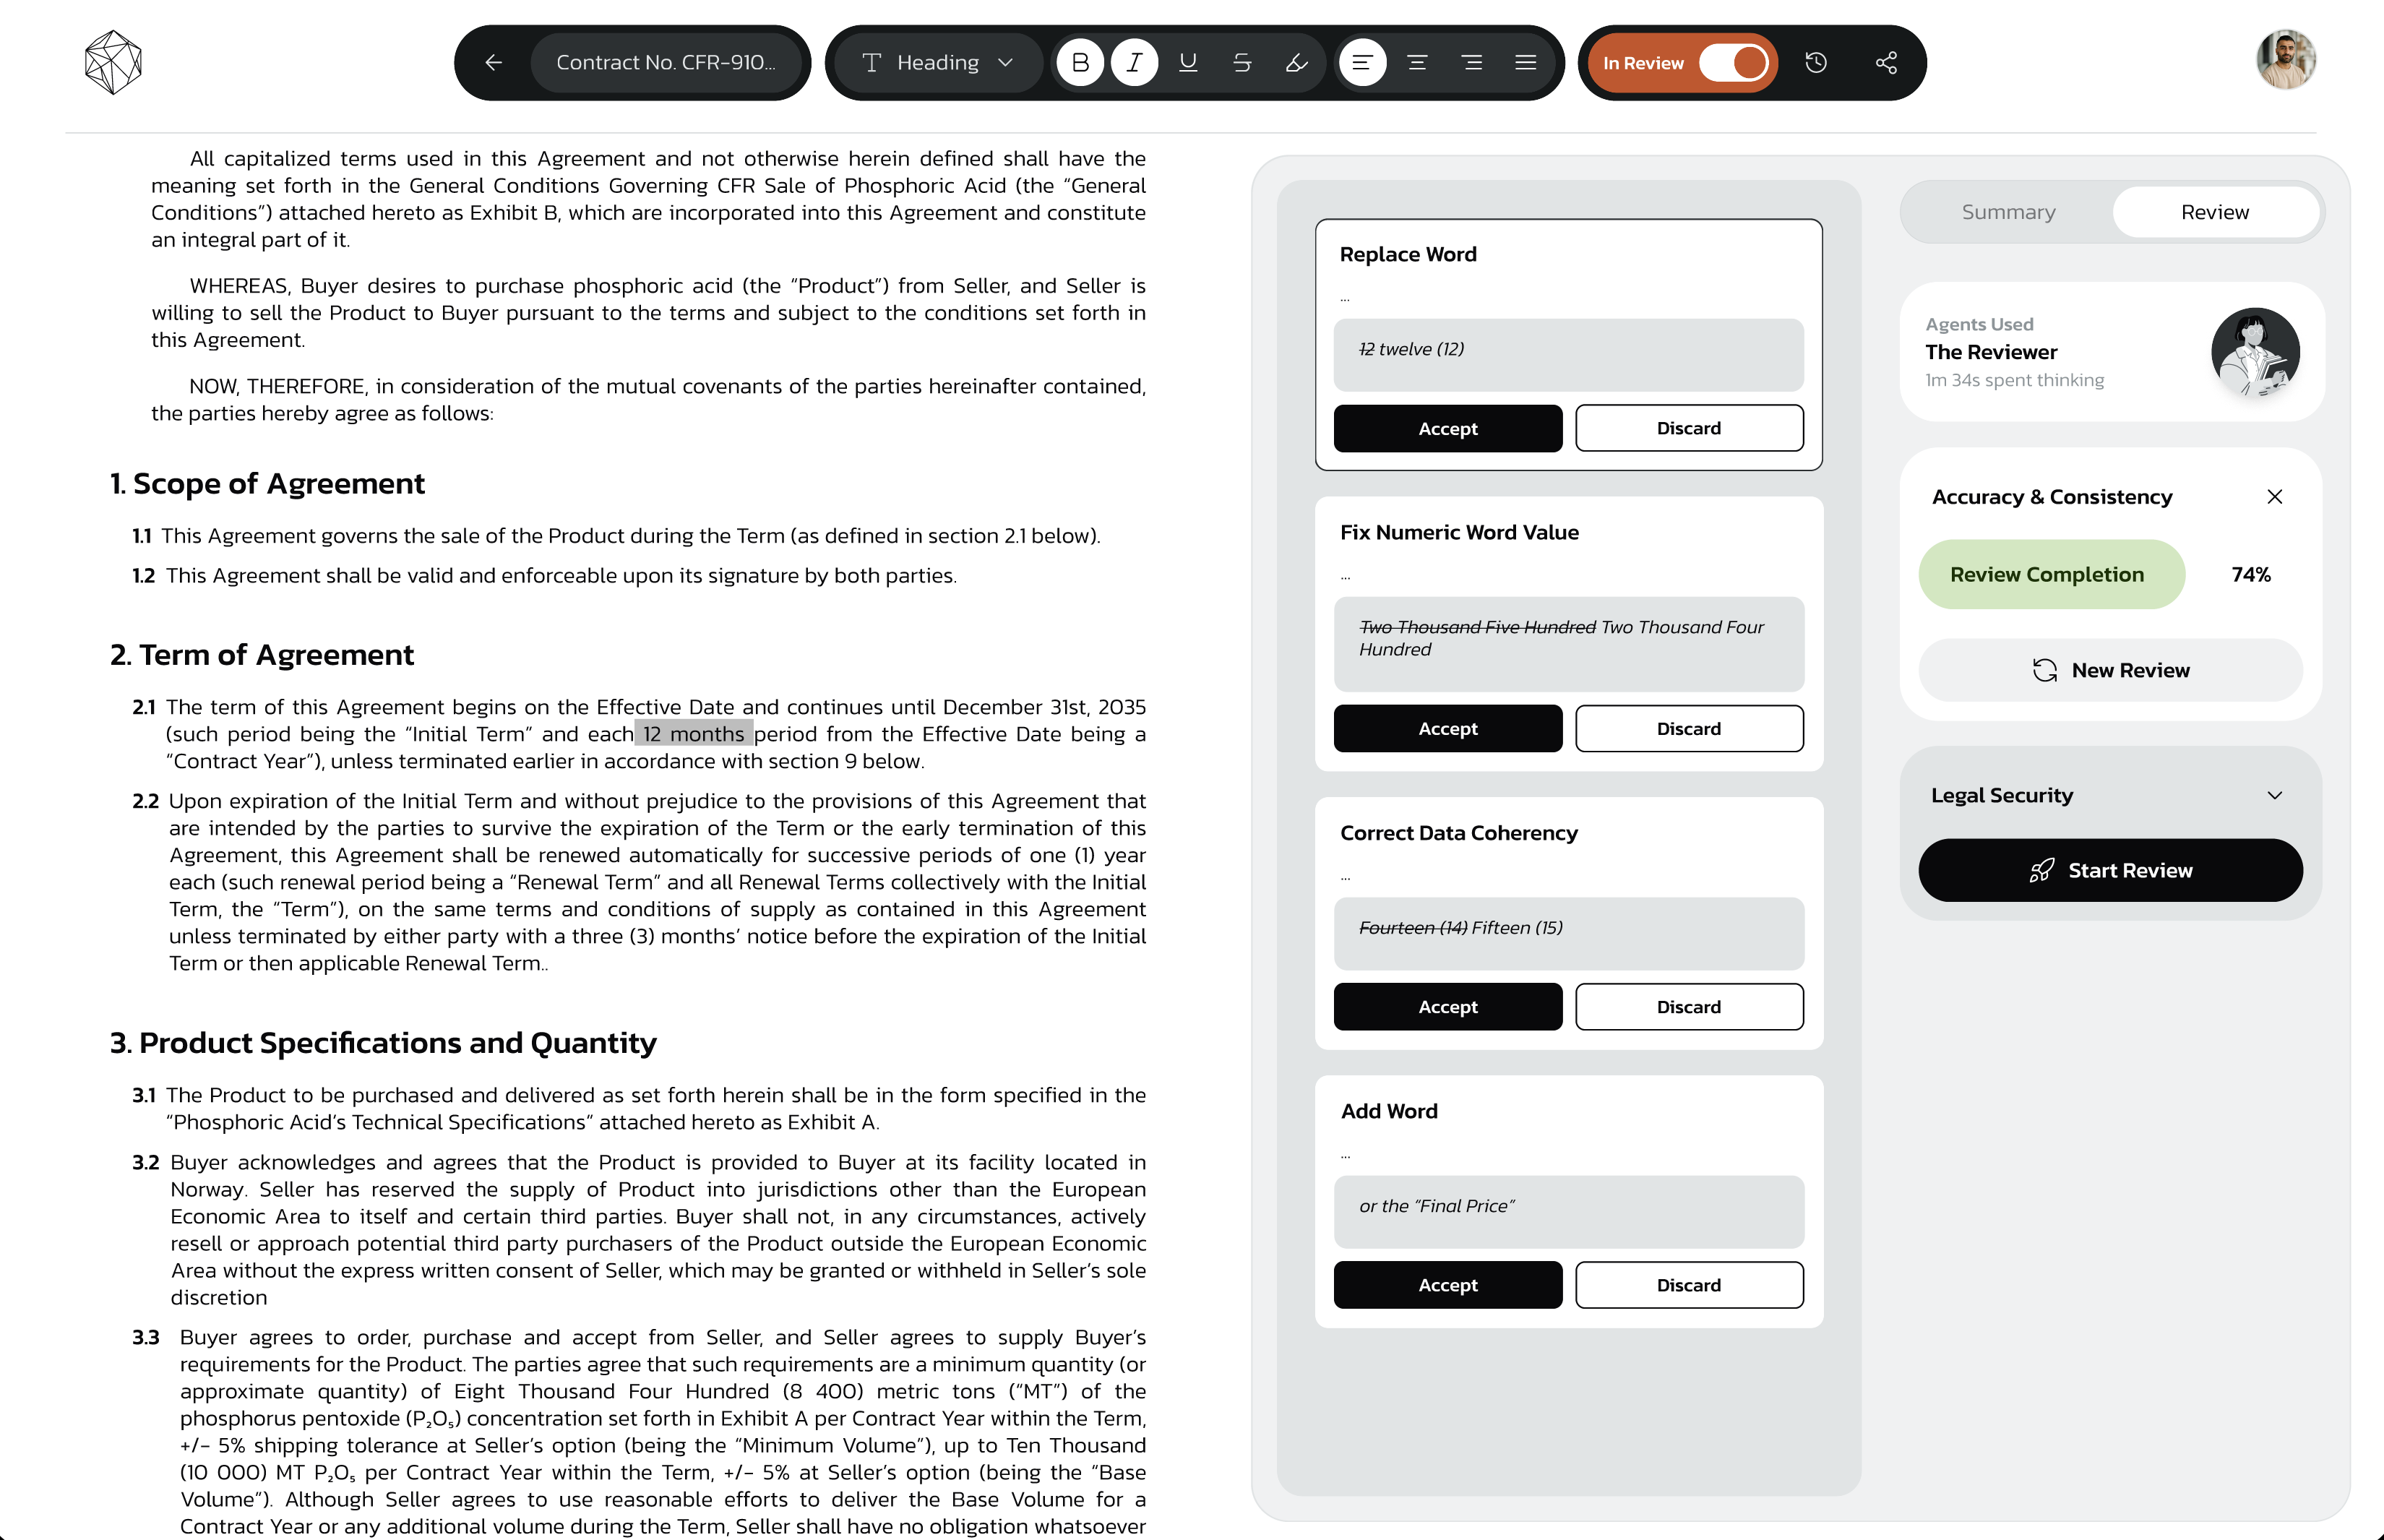 Contract No. CFR-910...
Heading
B I U S
In Review
All capitalized terms used in this Agreement and not otherwise herein defined shall have the
meaning set forth in the General Conditions Governing CFR Sale of Phosphoric Acid (the “General
Conditions”) attached hereto as Exhibit B, which are incorporated into this Agreement and constitute
an integral part of it.
WHEREAS, Buyer desires to purchase phosphoric acid (the “Product”) from Seller, and Seller is
willing to sell the Product to Buyer pursuant to the terms and subject to the conditions set forth in
this Agreement.
NOW, THEREFORE, in consideration of the mutual covenants of the parties hereinafter contained,
the parties hereby agree as follows:
1. Scope of Agreement
1.1 This Agreement governs the sale of the Product during the Term (as defined in section 2.1 below).
1.2 This Agreement shall be valid and enforceable upon its signature by both parties.
2. Term of Agreement
2.1 The term of this Agreement begins on the Effective Date and continues until December 31st, 2035
(such period being the “Initial Term” and each 12 months period from the Effective Date being a
“Contract Year”), unless terminated earlier in accordance with section 9 below.
2.2 Upon expiration of the Initial Term and without prejudice to the provisions of this Agreement that
are intended by the parties to survive the expiration of the Term or the early termination of this
Agreement, this Agreement shall be renewed automatically for successive periods of one (1) year
each (such renewal period being a “Renewal Term” and all Renewal Terms collectively with the Initial
Term, the “Term”), on the same terms and conditions of supply as contained in this Agreement
unless terminated by either party with a three (3) months’ notice before the expiration of the Initial
Term or then applicable Renewal Term..
3. Product Specifications and Quantity
3.1 The Product to be purchased and delivered as set forth herein shall be in the form specified in the
“Phosphoric Acid’s Technical Specifications” attached hereto as Exhibit A.
3.2 Buyer acknowledges and agrees that the Product is provided to Buyer at its facility located in
Norway. Seller has reserved the supply of Product into jurisdictions other than the European
Economic Area to itself and certain third parties. Buyer shall not, in any circumstances, actively
resell or approach potential third party purchasers of the Product outside the European Economic
Area without the express written consent of Seller, which may be granted or withheld in Seller’s sole
discretion
3.3 Buyer agrees to order, purchase and accept from Seller, and Seller agrees to supply Buyer’s
requirements for the Product. The parties agree that such requirements are a minimum quantity (or
approximate quantity) of Eight Thousand Four Hundred (8 400) metric tons (“MT”) of the
phosphorus pentoxide (P₂O₅) concentration set forth in Exhibit A per Contract Year within the Term,
+/- 5% shipping tolerance at Seller’s option (being the “Minimum Volume”), up to Ten Thousand
(10 000) MT P₂O₅ per Contract Year within the Term, +/- 5% at Seller’s option (being the “Base
Volume”). Although Seller agrees to use reasonable efforts to deliver the Base Volume for a
Contract Year or any additional volume during the Term, Seller shall have no obligation whatsoever
Replace Word
...
12 twelve (12)
Accept
Discard
Fix Numeric Word Value
...
Two Thousand Five Hundred Two Thousand Four
Hundred
Accept
Discard
Correct Data Coherency
...
Fourteen (14) Fifteen (15)
Accept
Discard
Add Word
...
or the “Final Price”
Accept
Discard
Summary
Review
Agents Used
The Reviewer
1m 34s spent thinking
Accuracy & Consistency
Review Completion
74%
New Review
Legal Security
Start Review